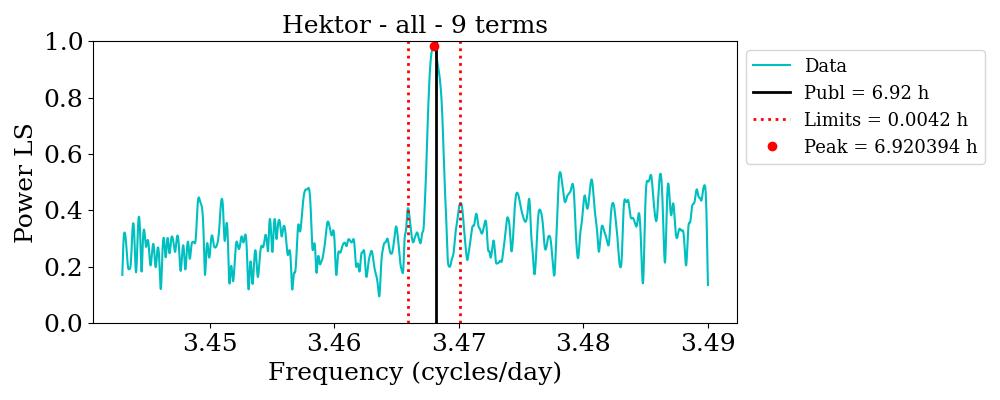 Hektor - all - 9 terms
1.0
0.8
0.6
0.4
0.2
0.0
Power LS
3.45 3.46 3.47 3.48 3.49
Frequency (cycles/day)
Data
Publ = 6.92 h
Limits = 0.0042 h
Peak = 6.920394 h